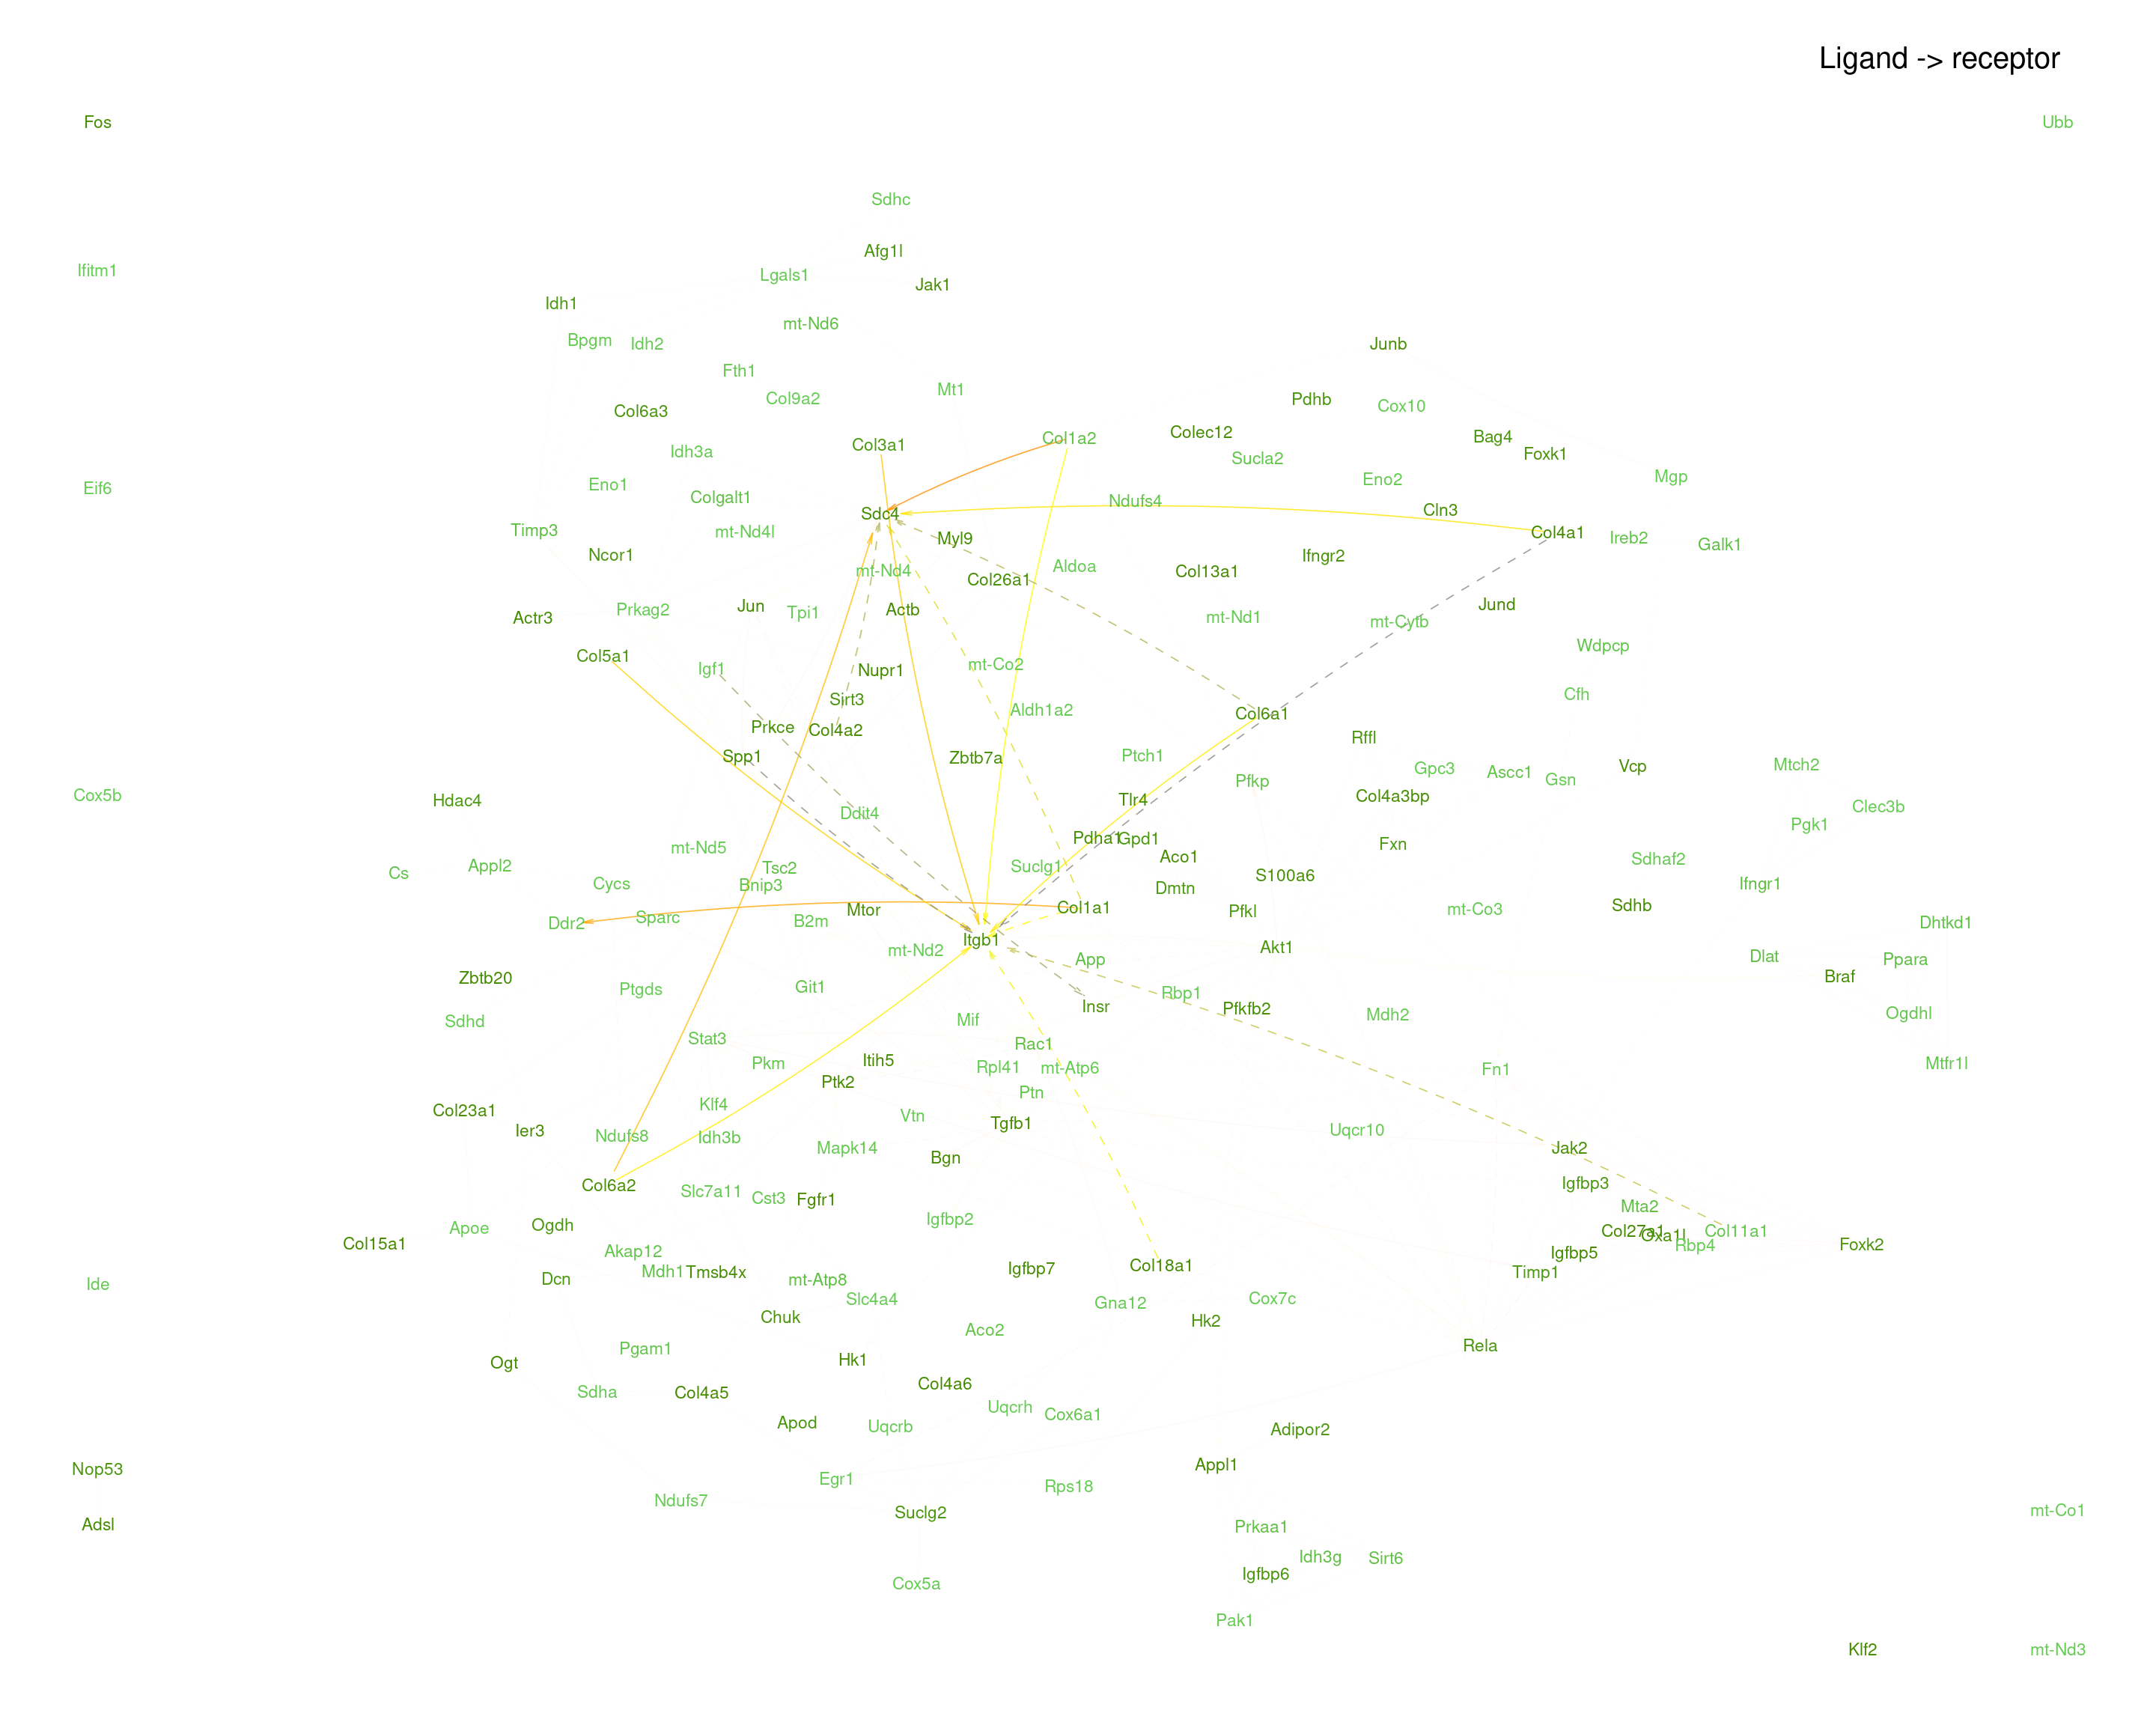 Ligand -> receptor
Fos
Ubb
Sdhc
Afg1l
Ifitm1
Lgals1
Jak1
Idh1
mt-Nd6
Bpgm
Idh2
Junb
Fth1
Mt1
Col9a2
Pdhb
Cox10
Col6a3
Colec12
Col1a2
Bag4
Col3a1
Idh3a
Foxk1
Sucla2
Mgp
Eno2
Eno1
Eif6
Colgalt1
Ndufs4
Cln3
Sdc4
Timp3
mt-Nd4l
Col4a1
Ireb2
Myl9
Galk1
Ncor1
Ifngr2
Aldoa
mt-Nd4
Col13a1
Col26a1
Jund
Jun
Prkag2
Actb
Tpi1
Actr3
mt-Nd1
mt-Cytb
Wdpcp
Col5a1
mt-Co2
Igf1
Nupr1
Cfh
Sirt3
Aldh1a2
Col6a1
Prkce
Col4a2
Rffl
Spp1
Zbtb7a
Ptch1
Mtch2
Vcp
Gpc3
Ascc1
Gsn
Pfkp
Cox5b
Col4a3bp
Hdac4
Tlr4
Clec3b
Ddit4
Pgk1
Pdha1
Gpd1
Fxn
mt-Nd5
Aco1
Sdhaf2
Appl2
Suclg1
Tsc2
Cs
S100a6
Cycs
Bnip3
Ifngr1
Dmtn
Sdhb
Col1a1
mt-Co3
Mtor
Pfkl
Sparc
B2m
Ddr2
Dhtkd1
Itgb1
Akt1
mt-Nd2
Dlat
App
Ppara
Braf
Zbtb20
Git1
Ptgds
Rbp1
Insr
Pfkfb2
Ogdhl
Mdh2
Mif
Sdhd
Stat3
Rac1
Itih5
Pkm
Mtfr1l
Rpl41
mt-Atp6
Fn1
Ptk2
Ptn
Klf4
Col23a1
Vtn
Tgfb1
Ier3
Uqcr10
Ndufs8
Idh3b
Mapk14
Jak2
Bgn
Igfbp3
Col6a2
Slc7a11
Cst3
Fgfr1
Mta2
Igfbp2
Ogdh
Apoe
Col27a1
Col11a1
Oxa1l
Col15a1
Rbp4
Foxk2
Akap12
Igfbp5
Col18a1
Igfbp7
Mdh1
Tmsb4x
Timp1
Dcn
mt-Atp8
Ide
Slc4a4
Cox7c
Gna12
Chuk
Hk2
Aco2
Rela
Pgam1
Hk1
Ogt
Col4a6
Sdha
Col4a5
Uqcrh
Cox6a1
Apod
Uqcrb
Adipor2
Appl1
Nop53
Egr1
Rps18
Ndufs7
mt-Co1
Suclg2
Adsl
Prkaa1
Idh3g
Sirt6
Igfbp6
Cox5a
Pak1
Klf2
mt-Nd3